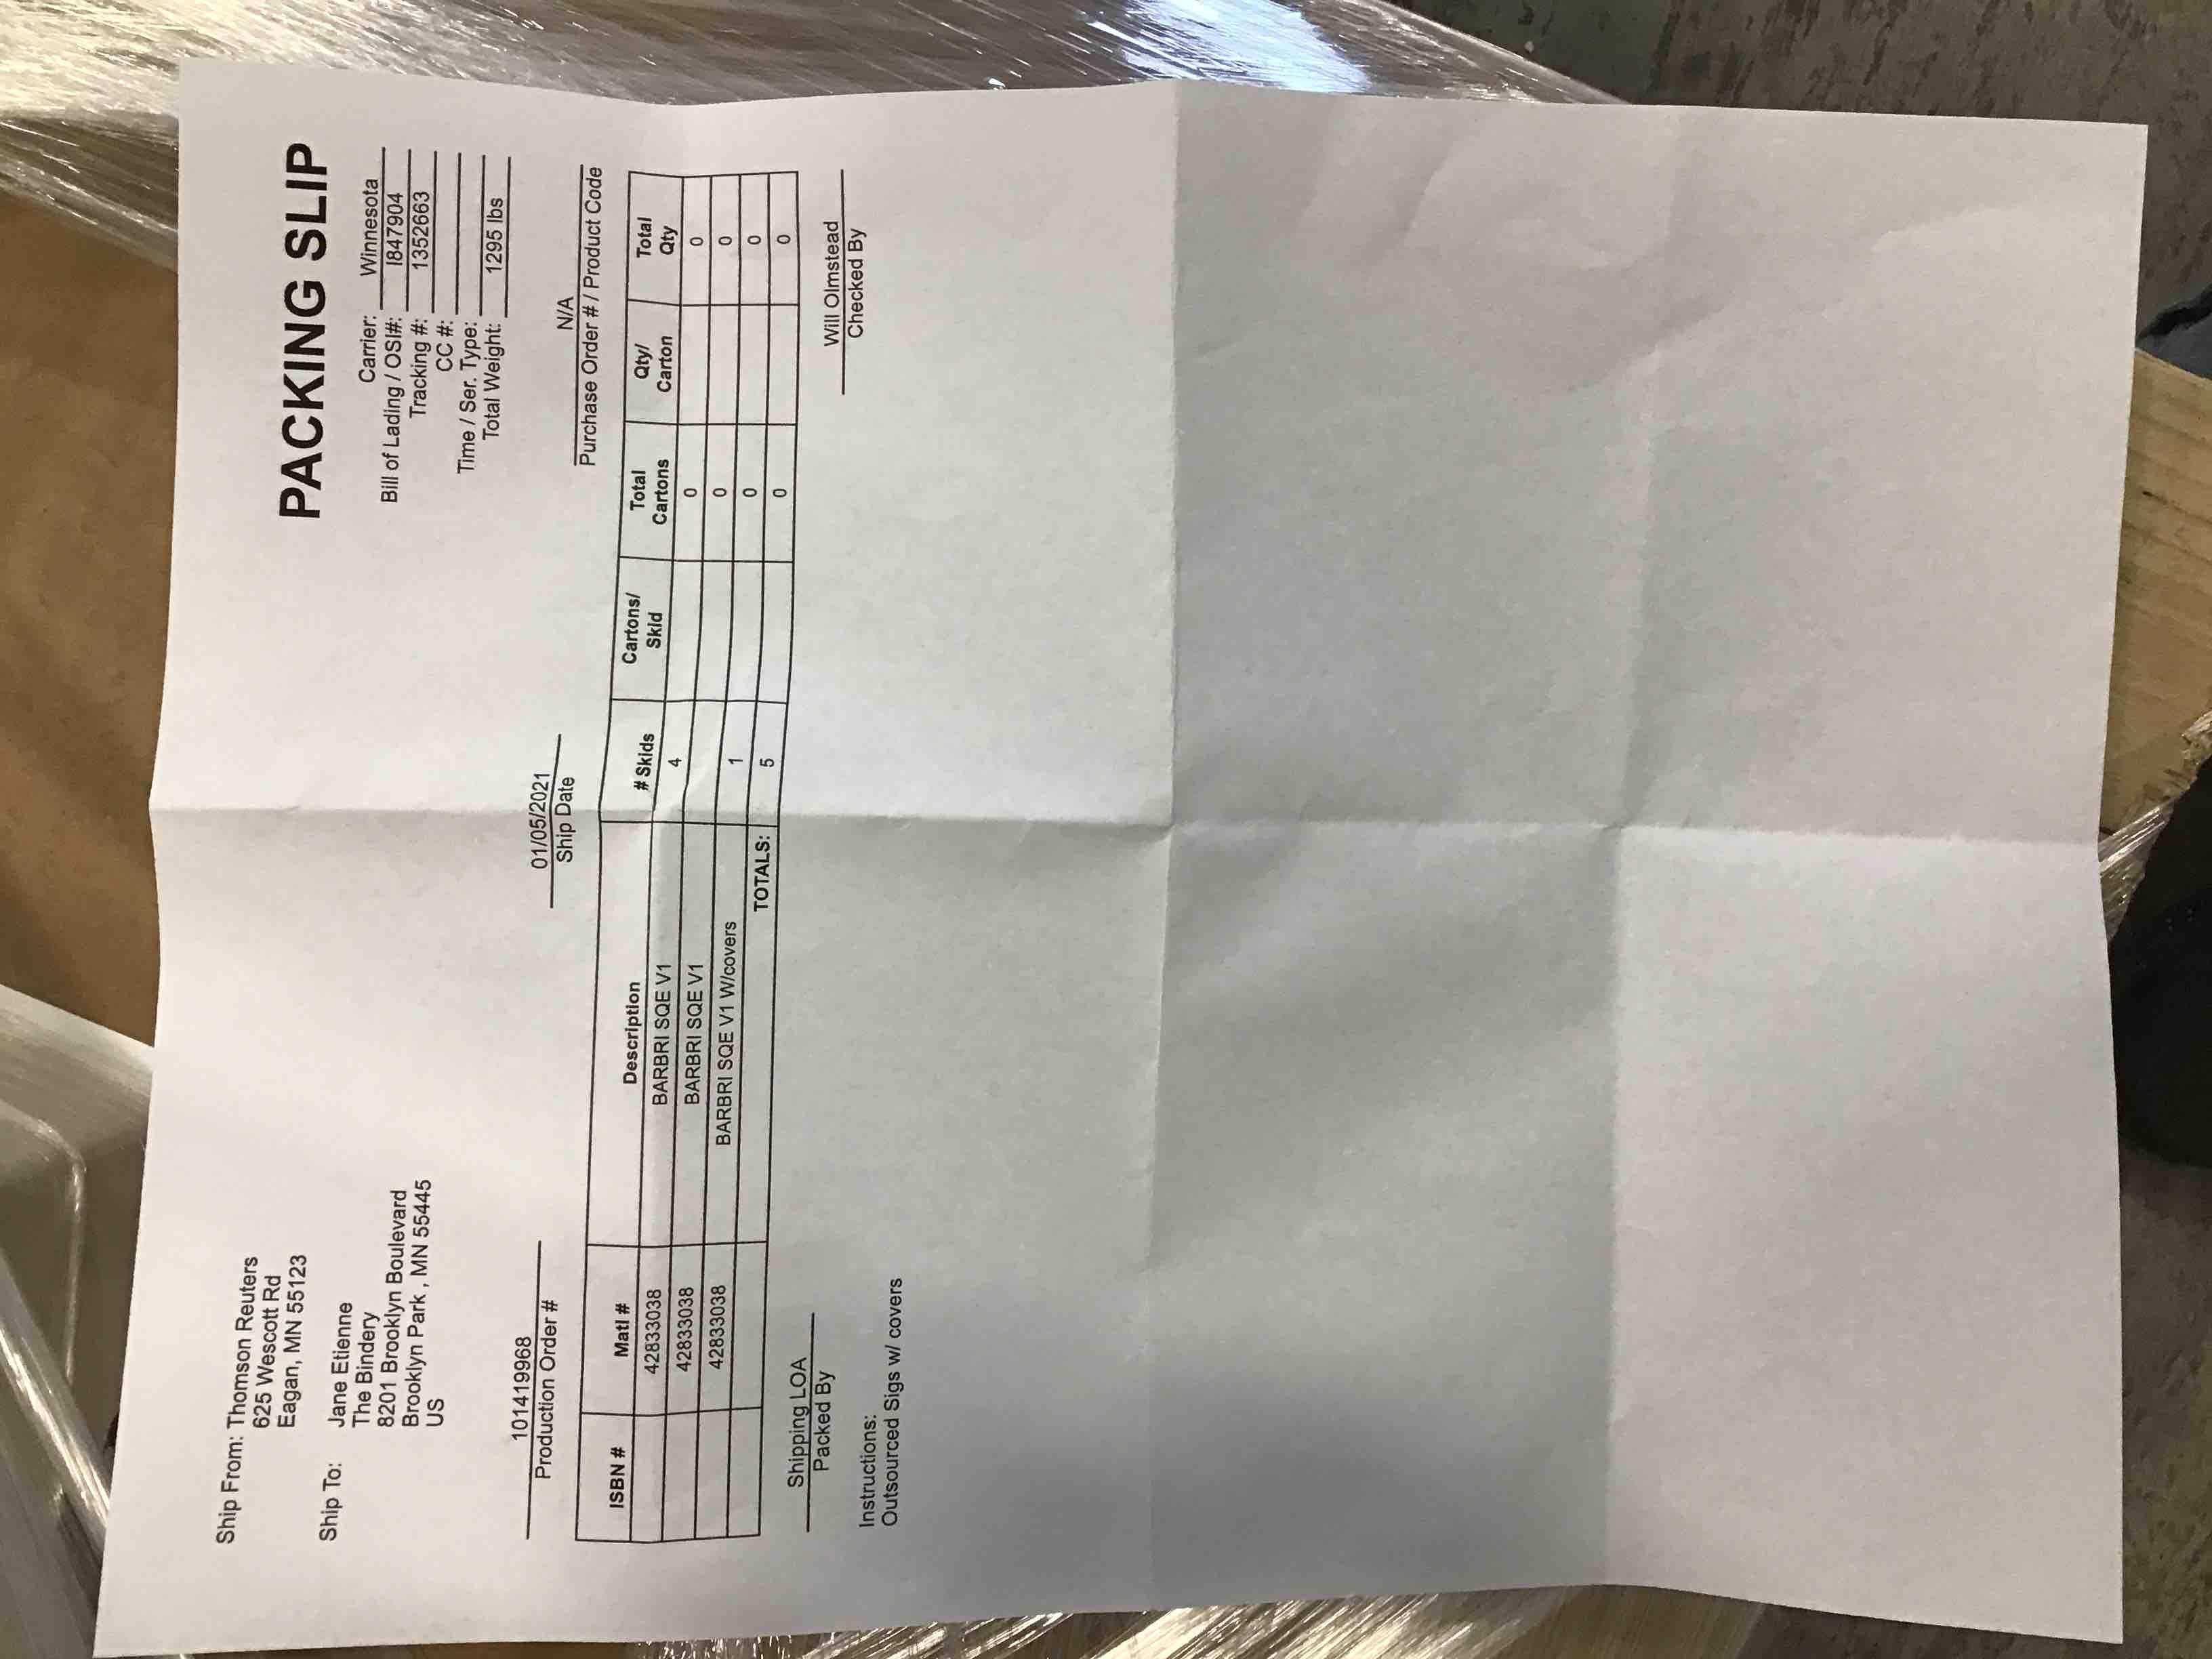 PACKING SLIP
Ship From: Thomson Reuters
625 Wescott Rd
Eagan, MN 55123
Ship To: Jane Etienne
The Bindery
8201 Brooklyn Boulevard
Brooklyn Park , MN 55445
US
Carrier: Winnesota
Bill of Lading / OSI#: I847904
Tracking #: 1352663
CC #:
Time / Ser. Type:
Total Weight: 1295 lbs
101419968
Production Order #
01/05/2021
Ship Date
N/A
Purchase Order # / Product Code
ISBN # Matl # Description # Skids Cartons/ Skid Total Cartons Qty/ Carton Total Qty
42833038 BARBRI SQE V1 4 0 0
42833038 BARBRI SQE V1 0 0
42833038 BARBRI SQE V1 W/covers 1 0 0
TOTALS: 5 0 0
Shipping LOA
Packed By
Will Olmstead
Checked By
Instructions:
Outsourced Sigs w/ covers